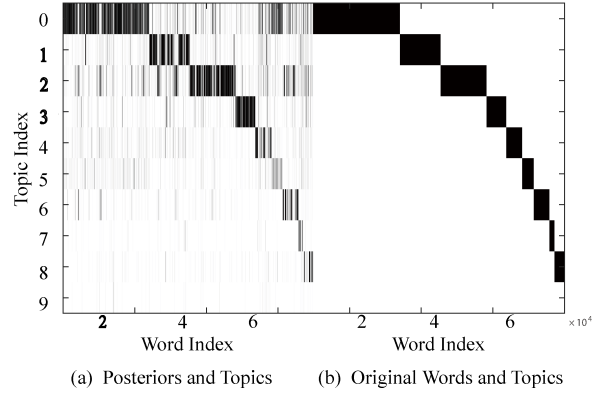 Topic Index
0
1
2
3
4
5
6
7
8
9
2 4 6 2 4 6 ×10⁴
Word Index Word Index
(a) Posteriors and Topics (b) Original Words and Topics